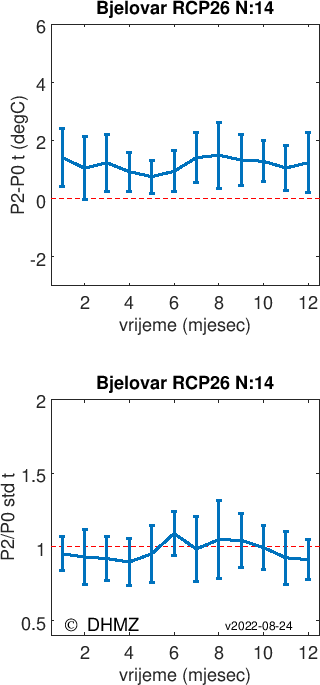 Bjelovar RCP26 N:14
6
4
2
0
-2
P2-P0 t (degC)
2 4 6 8 10 12
vrijeme (mjesec)
Bjelovar RCP26 N:14
2
1.5
1
0.5
P2/P0 std t
© DHMZ v2022-08-24
2 4 6 8 10 12
vrijeme (mjesec)